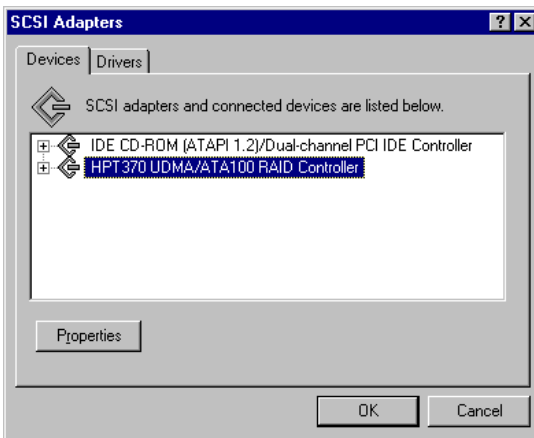 SCSI Adapters
Devices Drivers
SCSI adapters and connected devices are listed below.
IDE CD-ROM (ATAPI 1.2)/Dual-channel PCI IDE Controller
HPT370 UDMA/ATA100 RAID Controller
Properties
OK Cancel